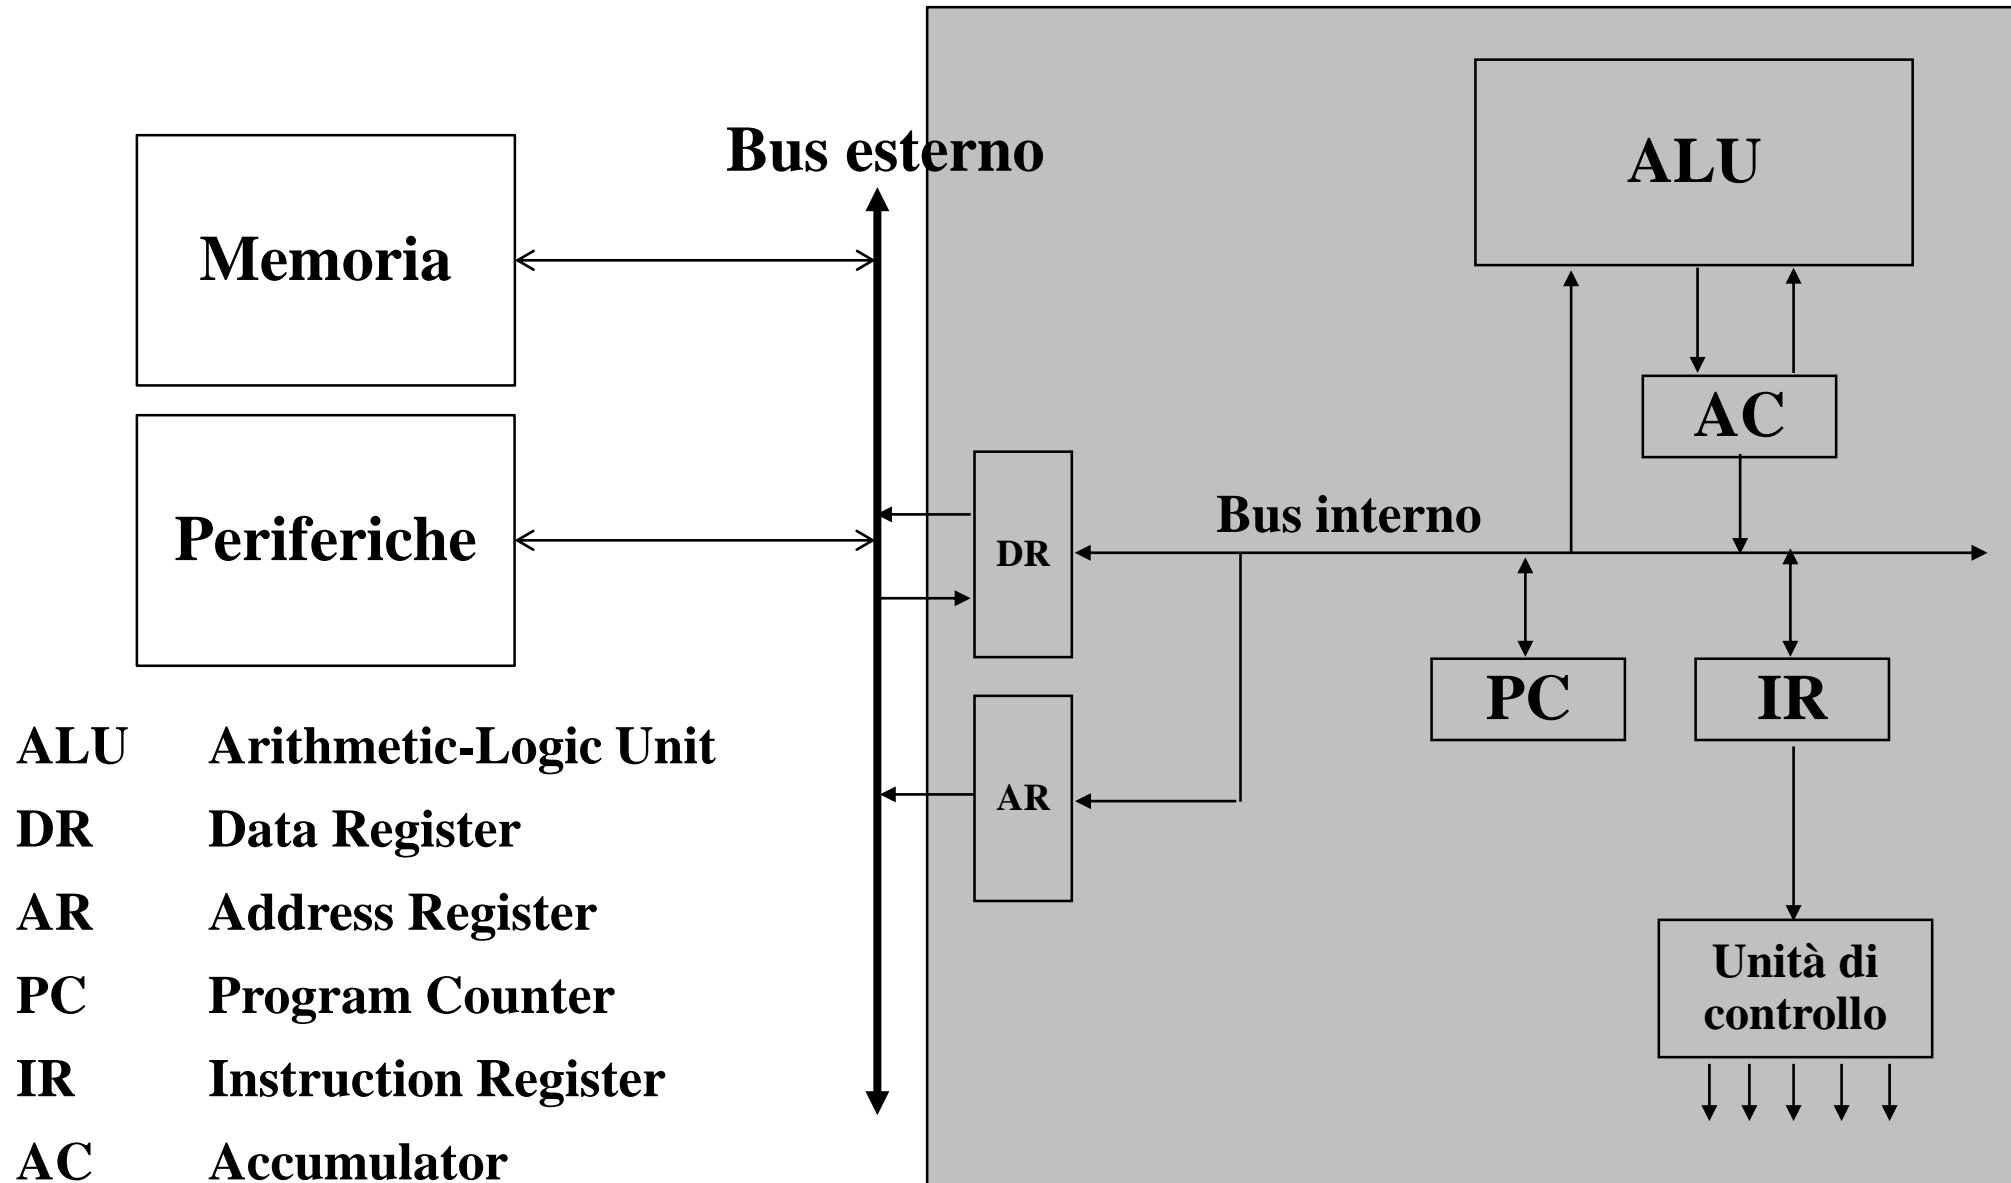 Bus esterno
ALU
Memoria
AC
Bus interno
Periferiche
DR
PC
IR
AR
Unità di
controllo
ALU Arithmetic-Logic Unit
DR Data Register
AR Address Register
PC Program Counter
IR Instruction Register
AC Accumulator